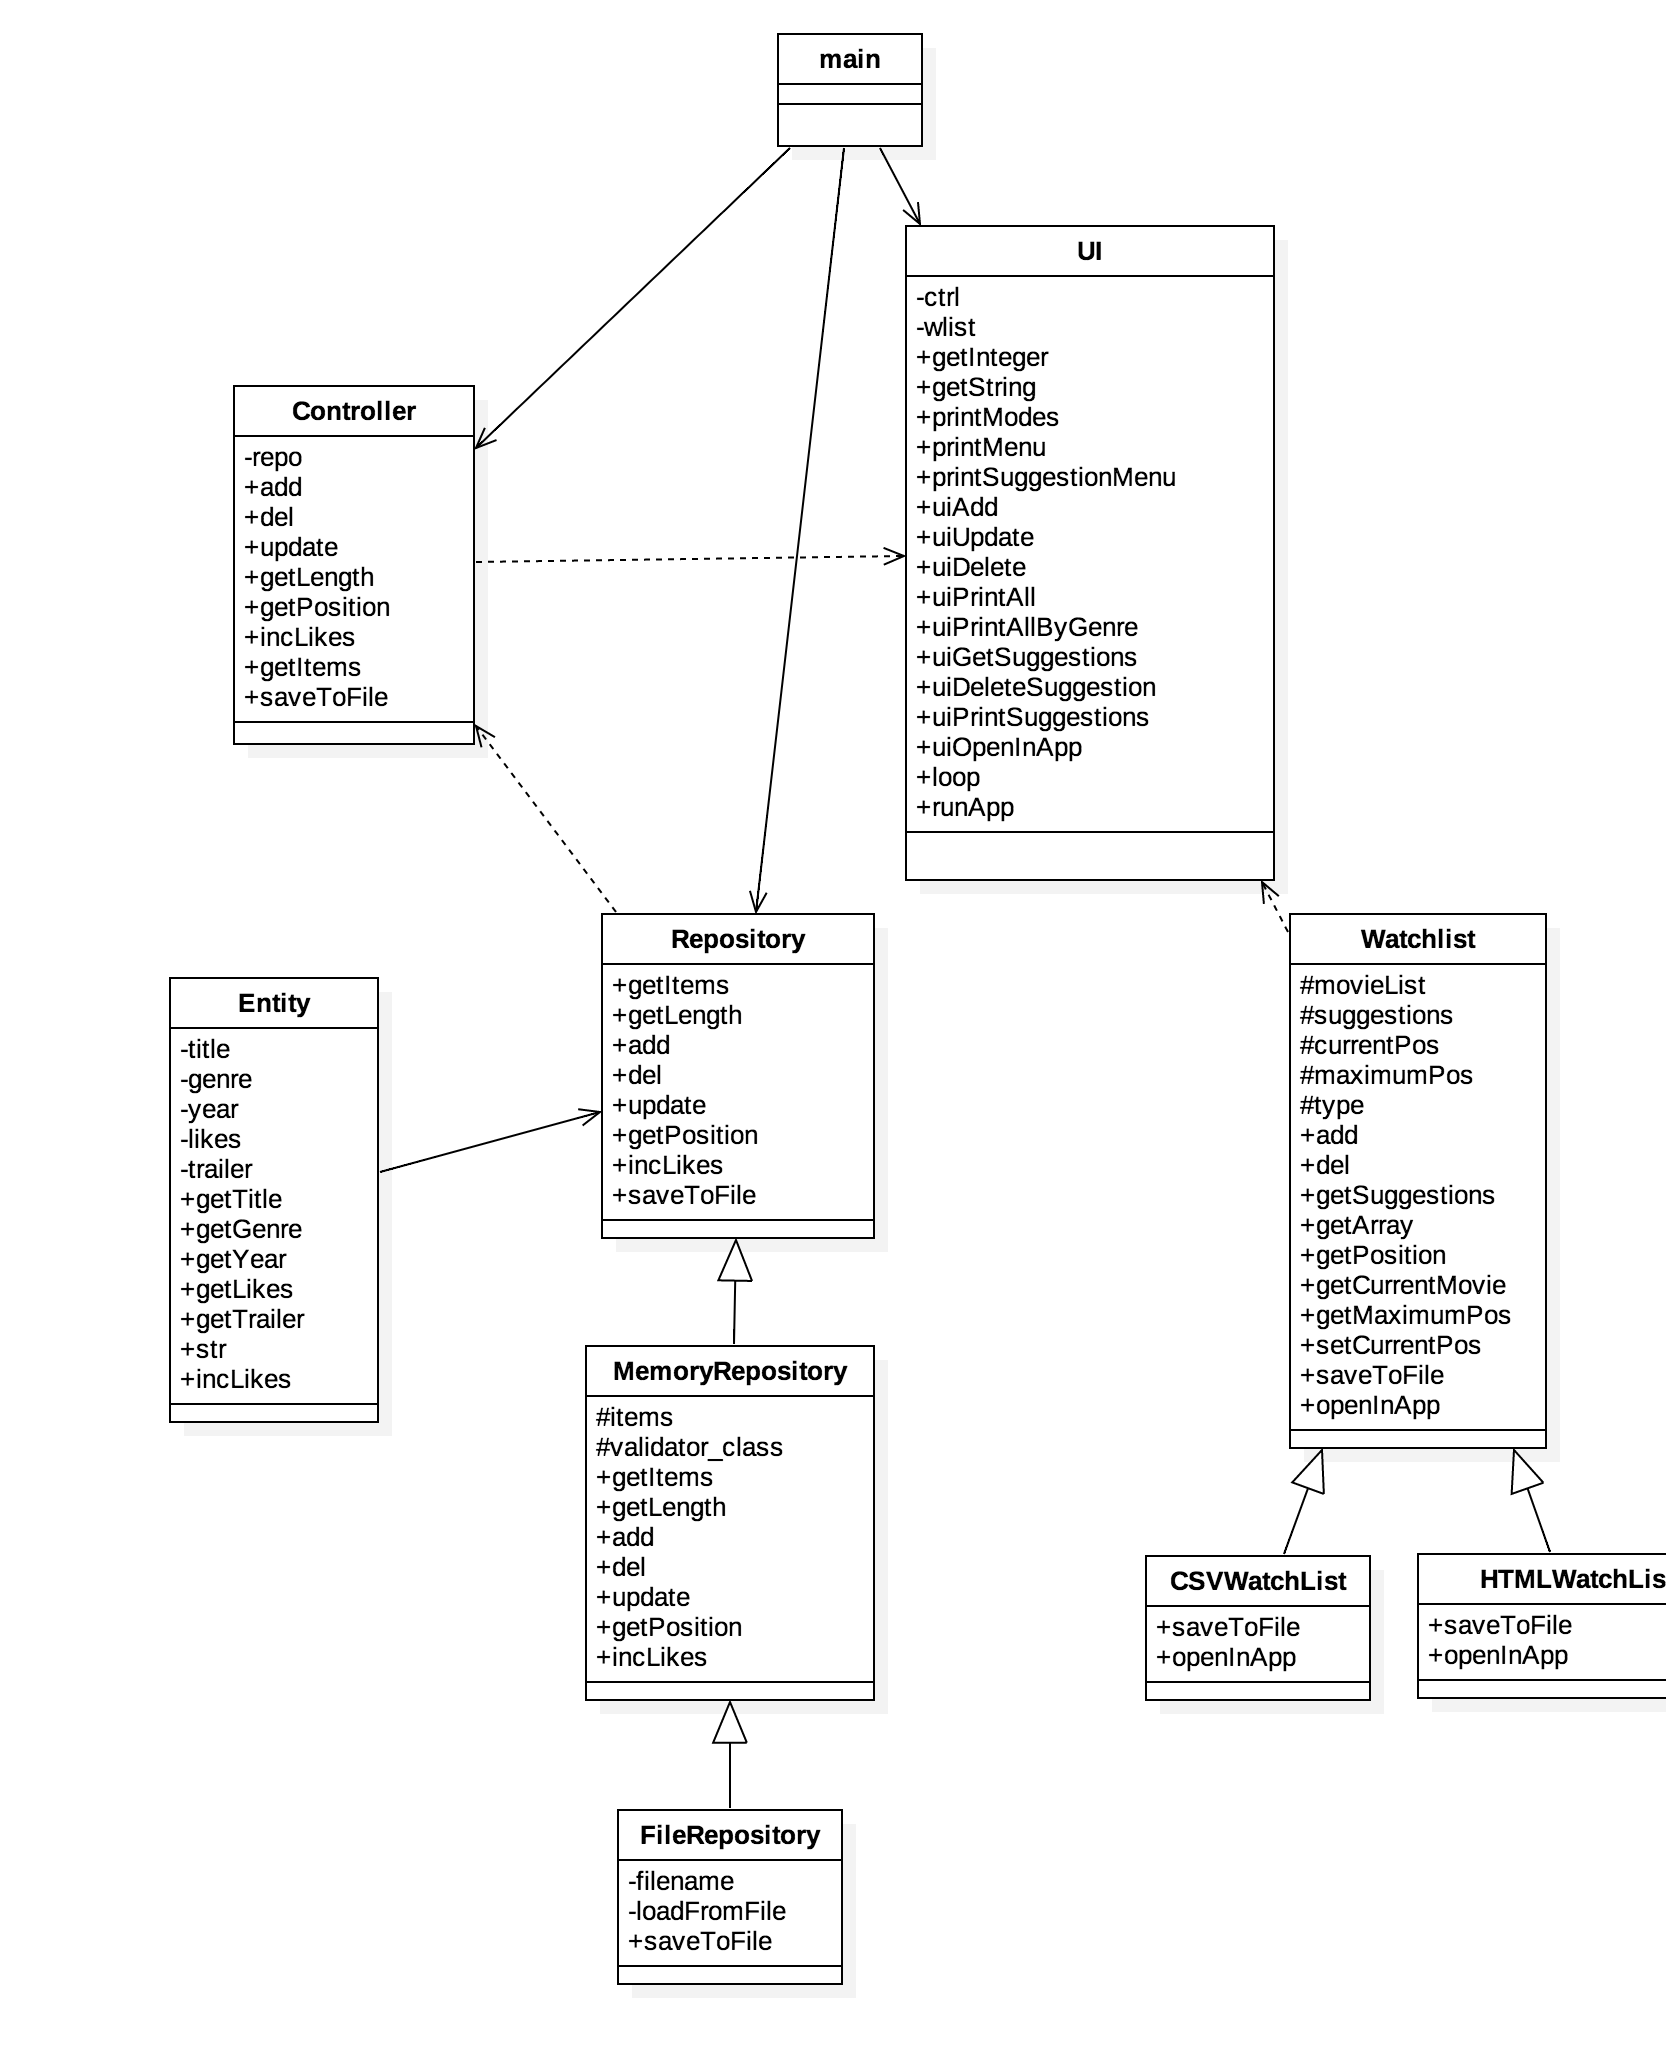 main
UI
-ctrl
-wlist
+getInteger
+getString
+printModes
+printMenu
+printSuggestionMenu
+uiAdd
+uiUpdate
+uiDelete
+uiPrintAll
+uiPrintAllByGenre
+uiGetSuggestions
+uiDeleteSuggestion
+uiPrintSuggestions
+uiOpenInApp
+loop
+runApp
Controller
-repo
+add
+del
+update
+getLength
+getPosition
+incLikes
+getItems
+saveToFile
Repository
+getItems
+getLength
+add
+del
+update
+getPosition
+incLikes
+saveToFile
Watchlist
#movieList
#suggestions
#currentPos
#maximumPos
#type
+add
+del
+getSuggestions
+getArray
+getPosition
+getCurrentMovie
+getMaximumPos
+setCurrentPos
+saveToFile
+openInApp
Entity
-title
-genre
-year
-likes
-trailer
+getTitle
+getGenre
+getYear
+getLikes
+getTrailer
+str
+incLikes
MemoryRepository
#items
#validator_class
+getItems
+getLength
+add
+del
+update
+getPosition
+incLikes
CSVWatchList
+saveToFile
+openInApp
HTMLWatchLis
+saveToFile
+openInApp
FileRepository
-filename
-loadFromFile
+saveToFile